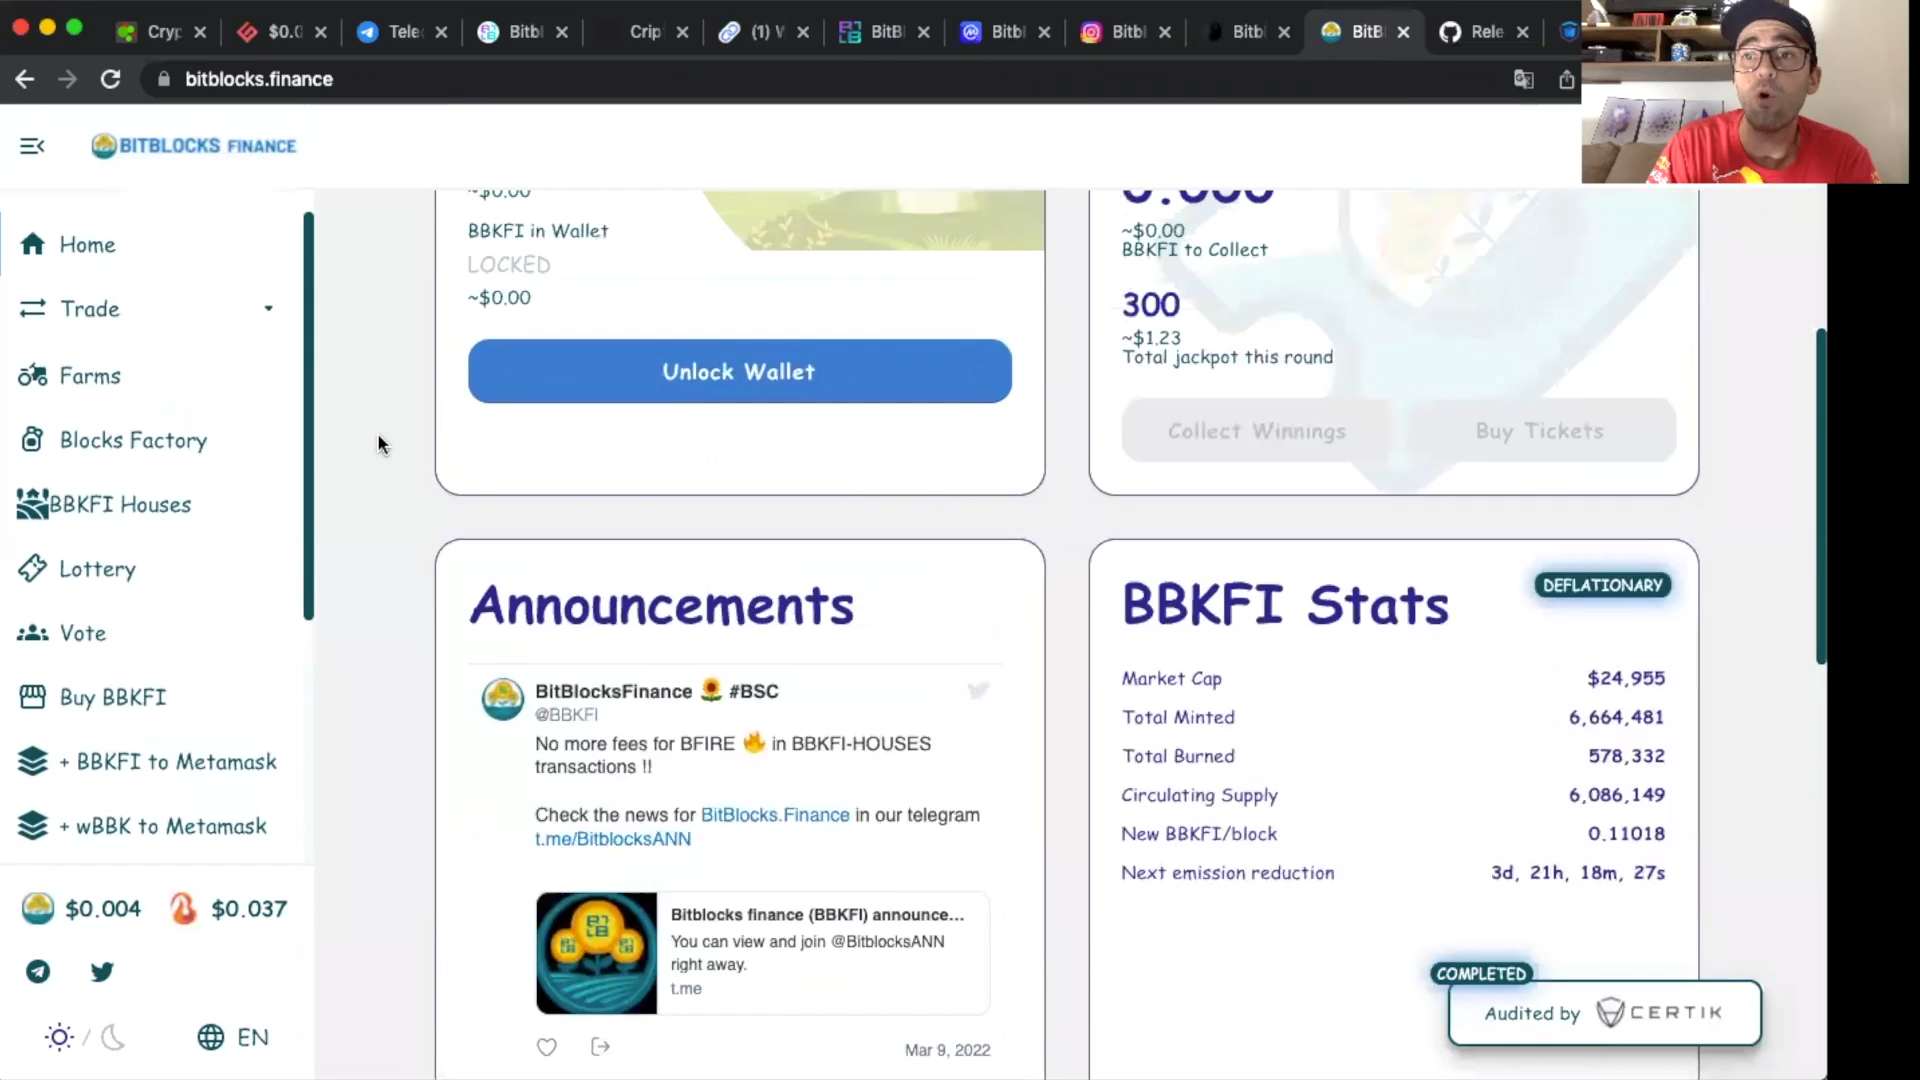 Cryp
$0.0
Tele
Bitbl
Crip
(1) W
BitBl
Bitbl
Bitbl
Bitbl
BitBl
Rele
bitblocks.finance
BITBLOCKS FINANCE
Home
Trade
Farms
Blocks Factory
BBKFI Houses
Lottery
Vote
Buy BBKFI
+ BBKFI to Metamask
+ wBBK to Metamask
$0.004 $0.037
EN
~$0.00
BBKFI in Wallet
LOCKED
~$0.00
Unlock Wallet
~$0.00
BBKFI to Collect
300
~$1.23
Total jackpot this round
Collect Winnings
Buy Tickets
Announcements
BitBlocksFinance 🌻 #BSC
@BBKFI
No more fees for BFIRE 🔥 in BBKFI-HOUSES
transactions !!
Check the news for BitBlocks.Finance in our telegram
t.me/BitblocksANN
Bitblocks finance (BBKFI) announce...
You can view and join @BitblocksANN
right away.
t.me
Mar 9, 2022
BBKFI Stats
DEFLATIONARY
Market Cap $24,955
Total Minted 6,664,481
Total Burned 578,332
Circulating Supply 6,086,149
New BBKFI/block 0.11018
Next emission reduction 3d, 21h, 18m, 27s
COMPLETED
Audited by CERTIK